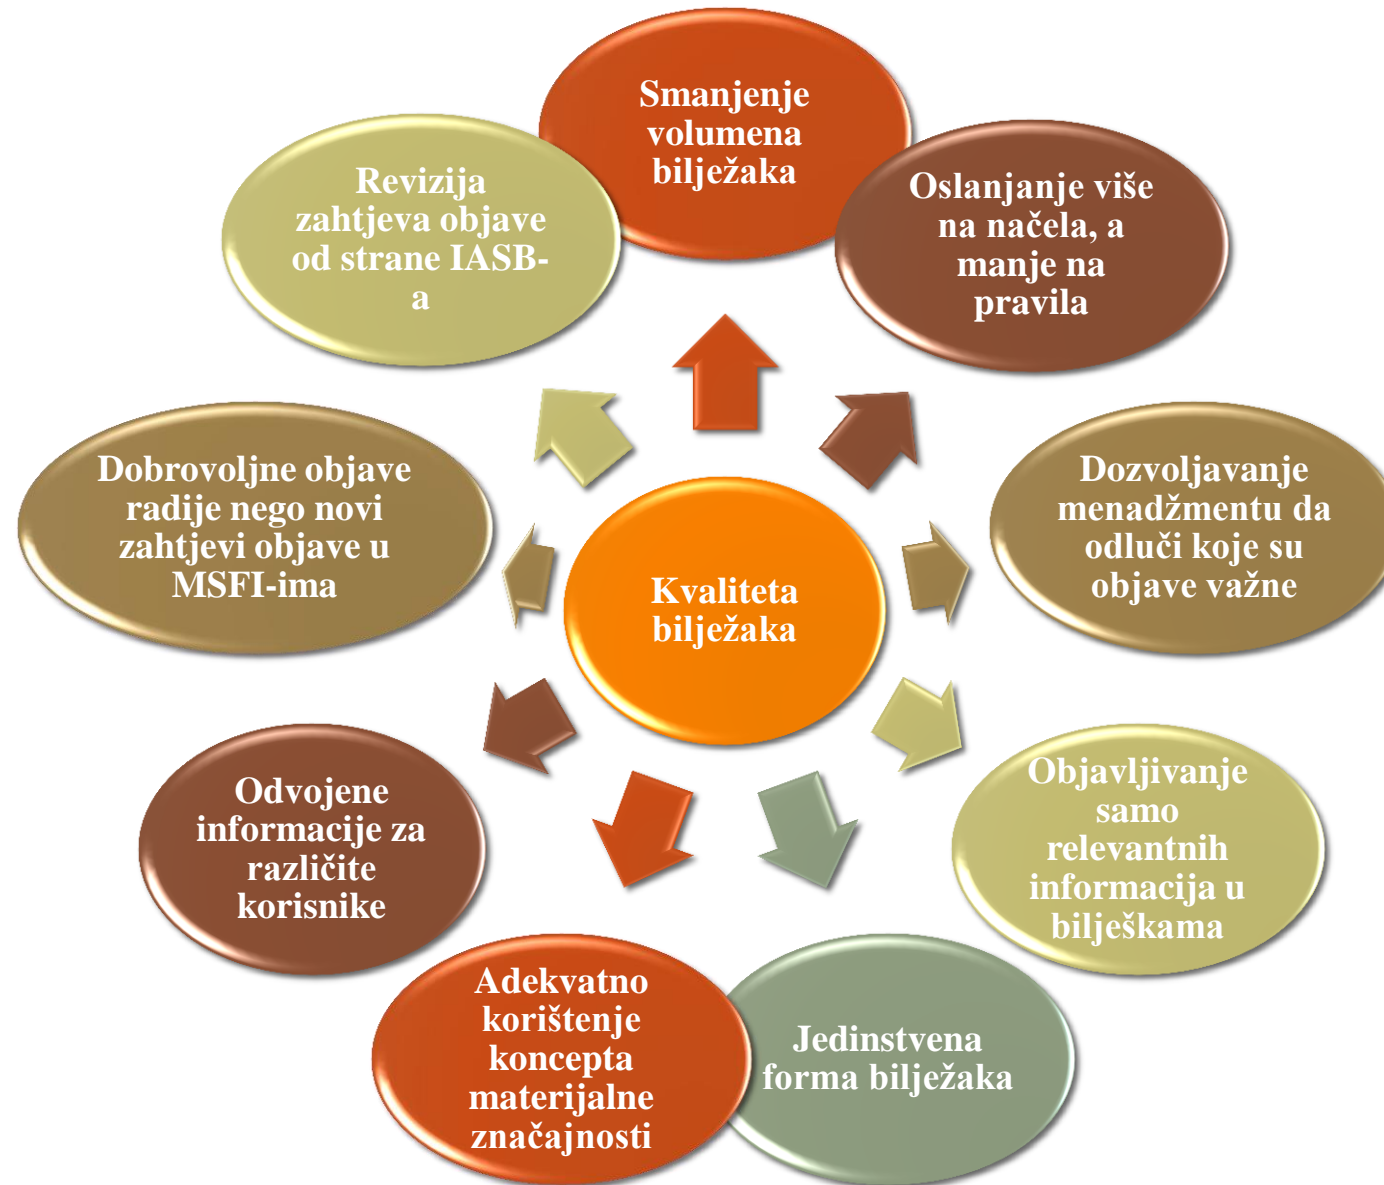 Smanjenje
volumena
bilježaka
Oslanjanje više
na načela, a
manje na
pravila
Dozvoljavanje
menadžmentu da
odluči koje su
objave važne
Objavljivanje
samo
relevantnih
informacija u
bilješkama
Jedinstvena
forma bilježaka
Adekvatno
korištenje
koncepta
materijalne
značajnosti
Odvojene
informacije za
različite
korisnike
Dobrovoljne objave
radije nego novi
zahtjevi objave u
MSFI-ima
Revizija
zahtjeva objave
od strane IASB-
a
Kvaliteta
bilježaka